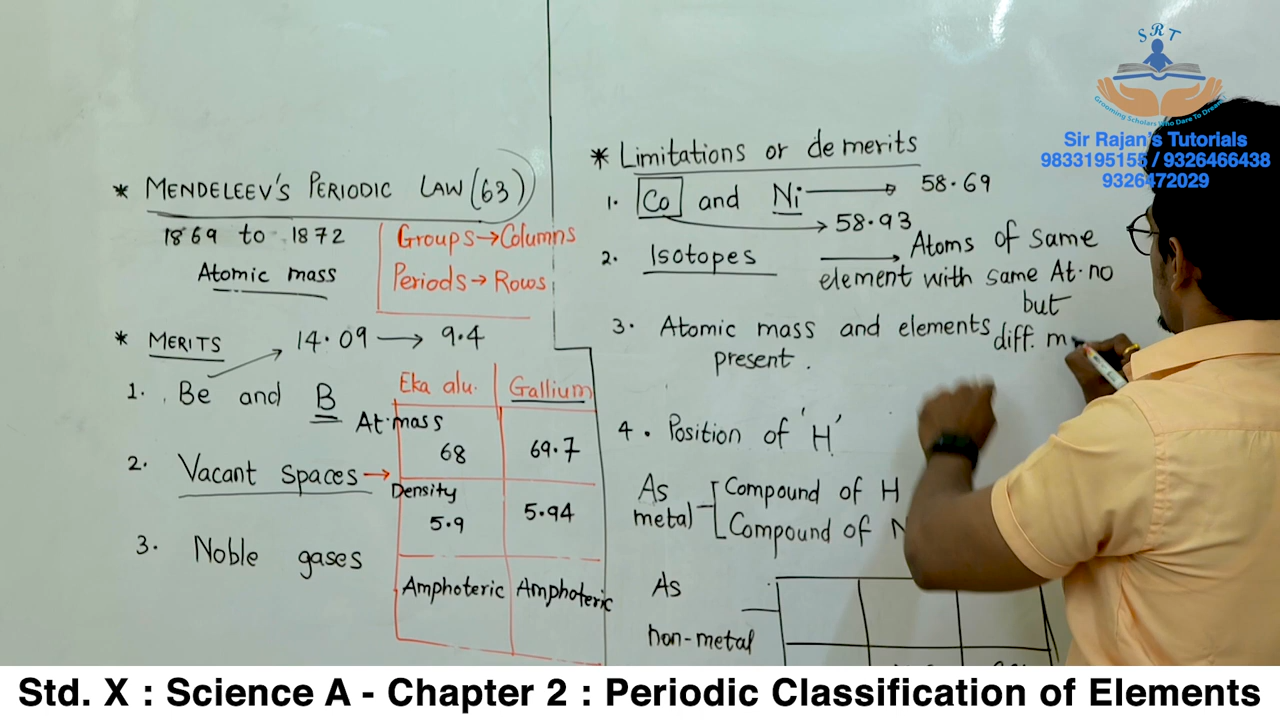 SRT
Grooming Scholars Who Dare To Dream!
Sir Rajan's Tutorials
9833195155 / 9326466438
9326472029
* MENDELEEV'S PERIODIC LAW (63)
1869 to 1872
Atomic mass
Groups → Columns
Periods → Rows
* MERITS
14.09 → 9.4
1. Be and B
2. Vacant spaces →
3. Noble gases
Eka alu. Gallium
At.mass
68 69.7
Density
5.9 5.94
Amphoteric Amphoteric
* Limitations or demerits
1. Co and Ni → 58.69
→ 58.93
2. Isotopes → Atoms of same
element with same At.no
but
diff. m
3. Atomic mass and elements
present.
4. Position of 'H'
As
metal
Compound of H
Compound of N
As
non-metal
Std. X : Science A - Chapter 2 : Periodic Classification of Elements